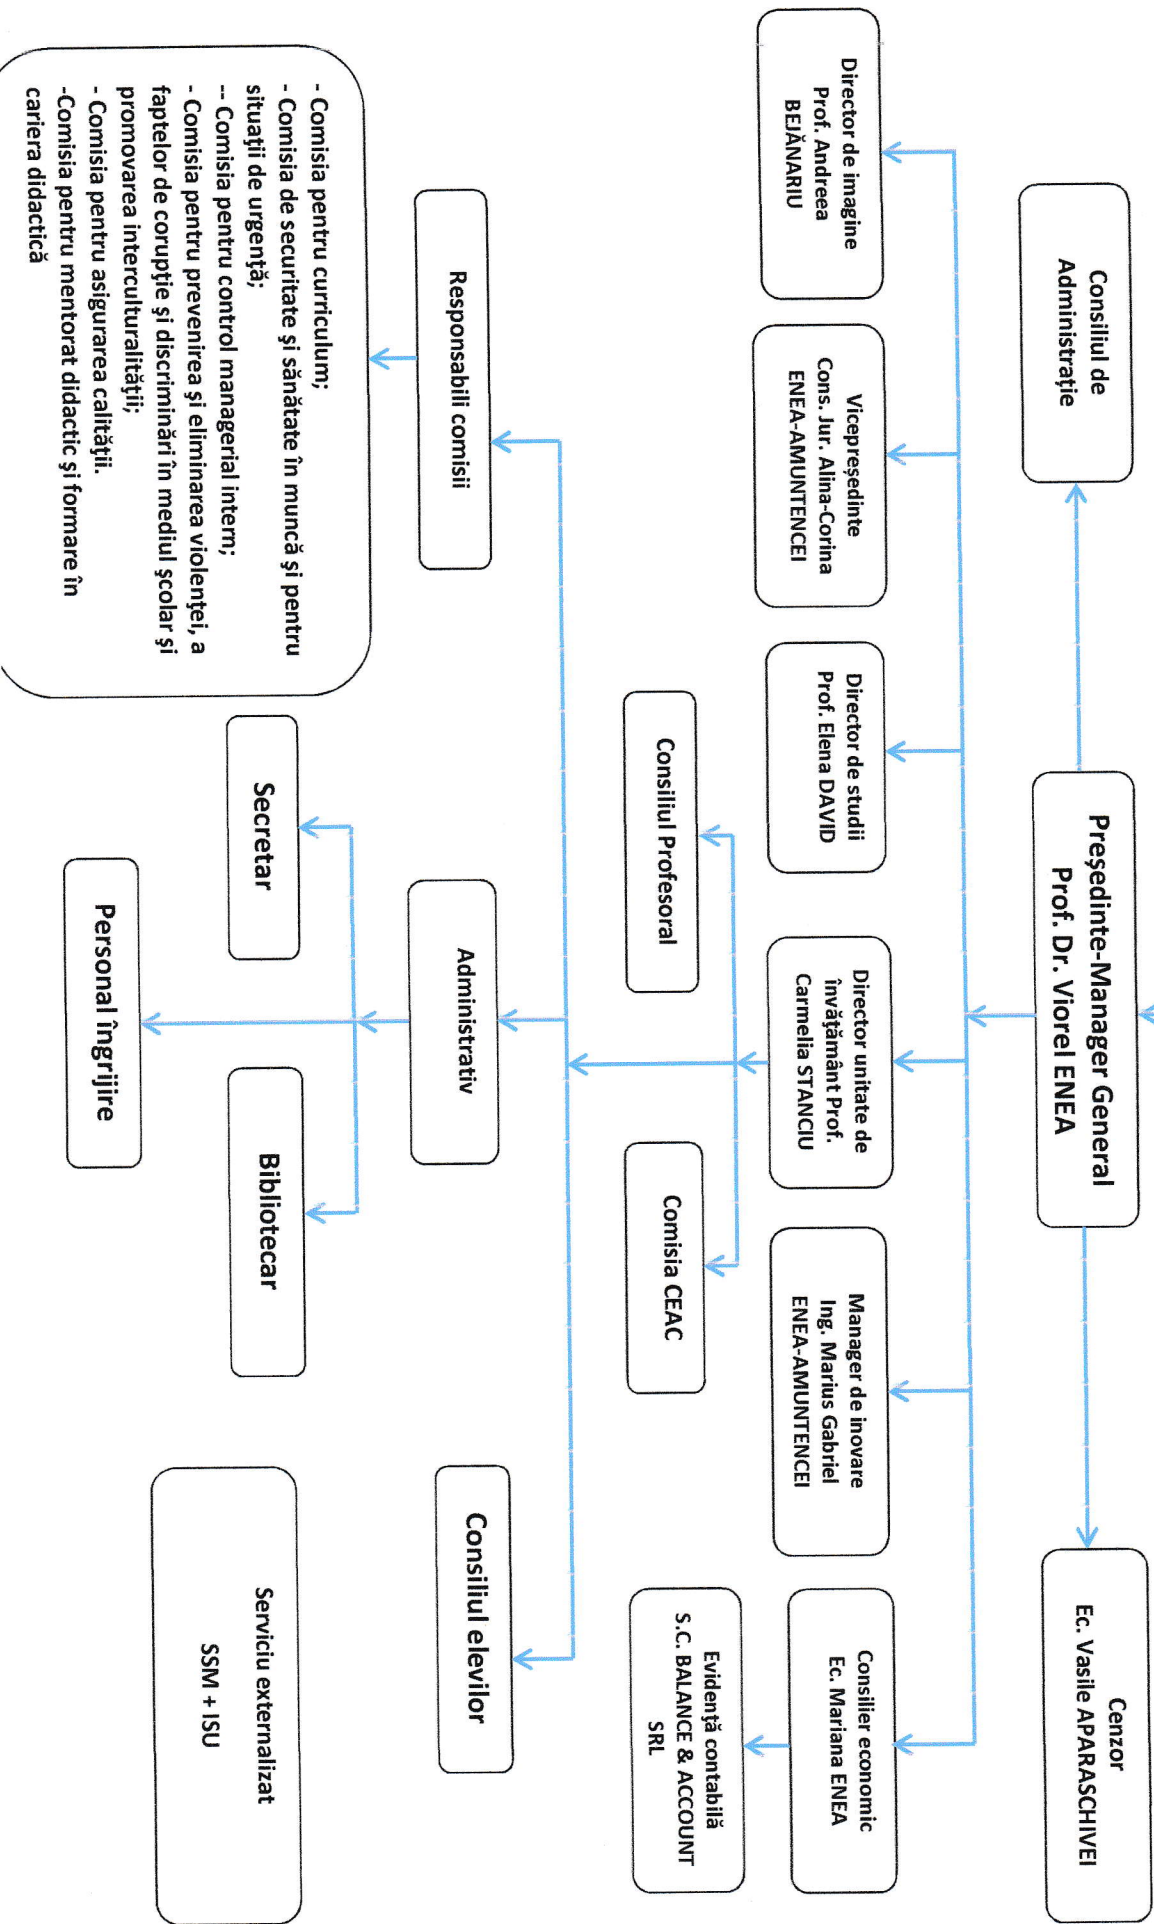 Consiliul de
Administrație
Președinte-Manager General
Prof. Dr. Viorel ENEA
Cenzor
Ec. Vasile APARASCHIVEI
Director de imagine
Prof. Andreea
BEJĂNARIU
Vicepreședinte
Cons. Jur. Alina-Corina
ENEA-AMUNTENCEI
Director de studii
Prof. Elena DAVID
Director unitate de
învățământ Prof.
Carmelia STANCIU
Manager de inovare
Ing. Marius Gabriel
ENEA-AMUNTENCEI
Consilier economic
Ec. Mariana ENEA
Consiliul Profesoral
Comisia CEAC
Evidență contabilă
S.C. BALANCE & ACCOUNT
SRL
Responsabili comisii
Administrativ
Consiliul elevilor
- Comisia pentru curriculum;
- Comisia de securitate și sănătate în muncă și pentru
situații de urgență;
-- Comisia pentru control managerial intern;
- Comisia pentru prevenirea și eliminarea violenței, a
faptelor de corupție și discriminări în mediul școlar și
promovarea interculturalității;
- Comisia pentru asigurarea calității.
-Comisia pentru mentorat didactic și formare în
cariera didactică
Secretar
Bibliotecar
Personal îngrijire
Serviciu externalizat
SSM + ISU